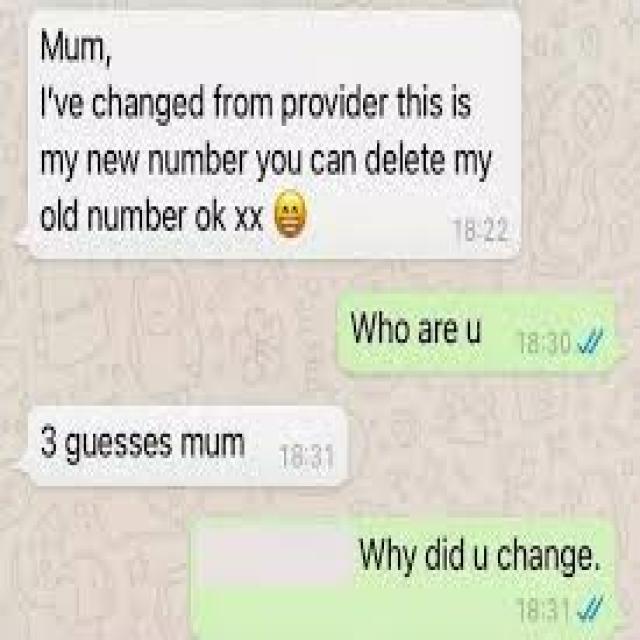 Mum,
I've changed from provider this is
my new number you can delete my
old number ok xx 😁
18:22
Who are u
18:30
3 guesses mum
18:31
Why did u change.
18:31